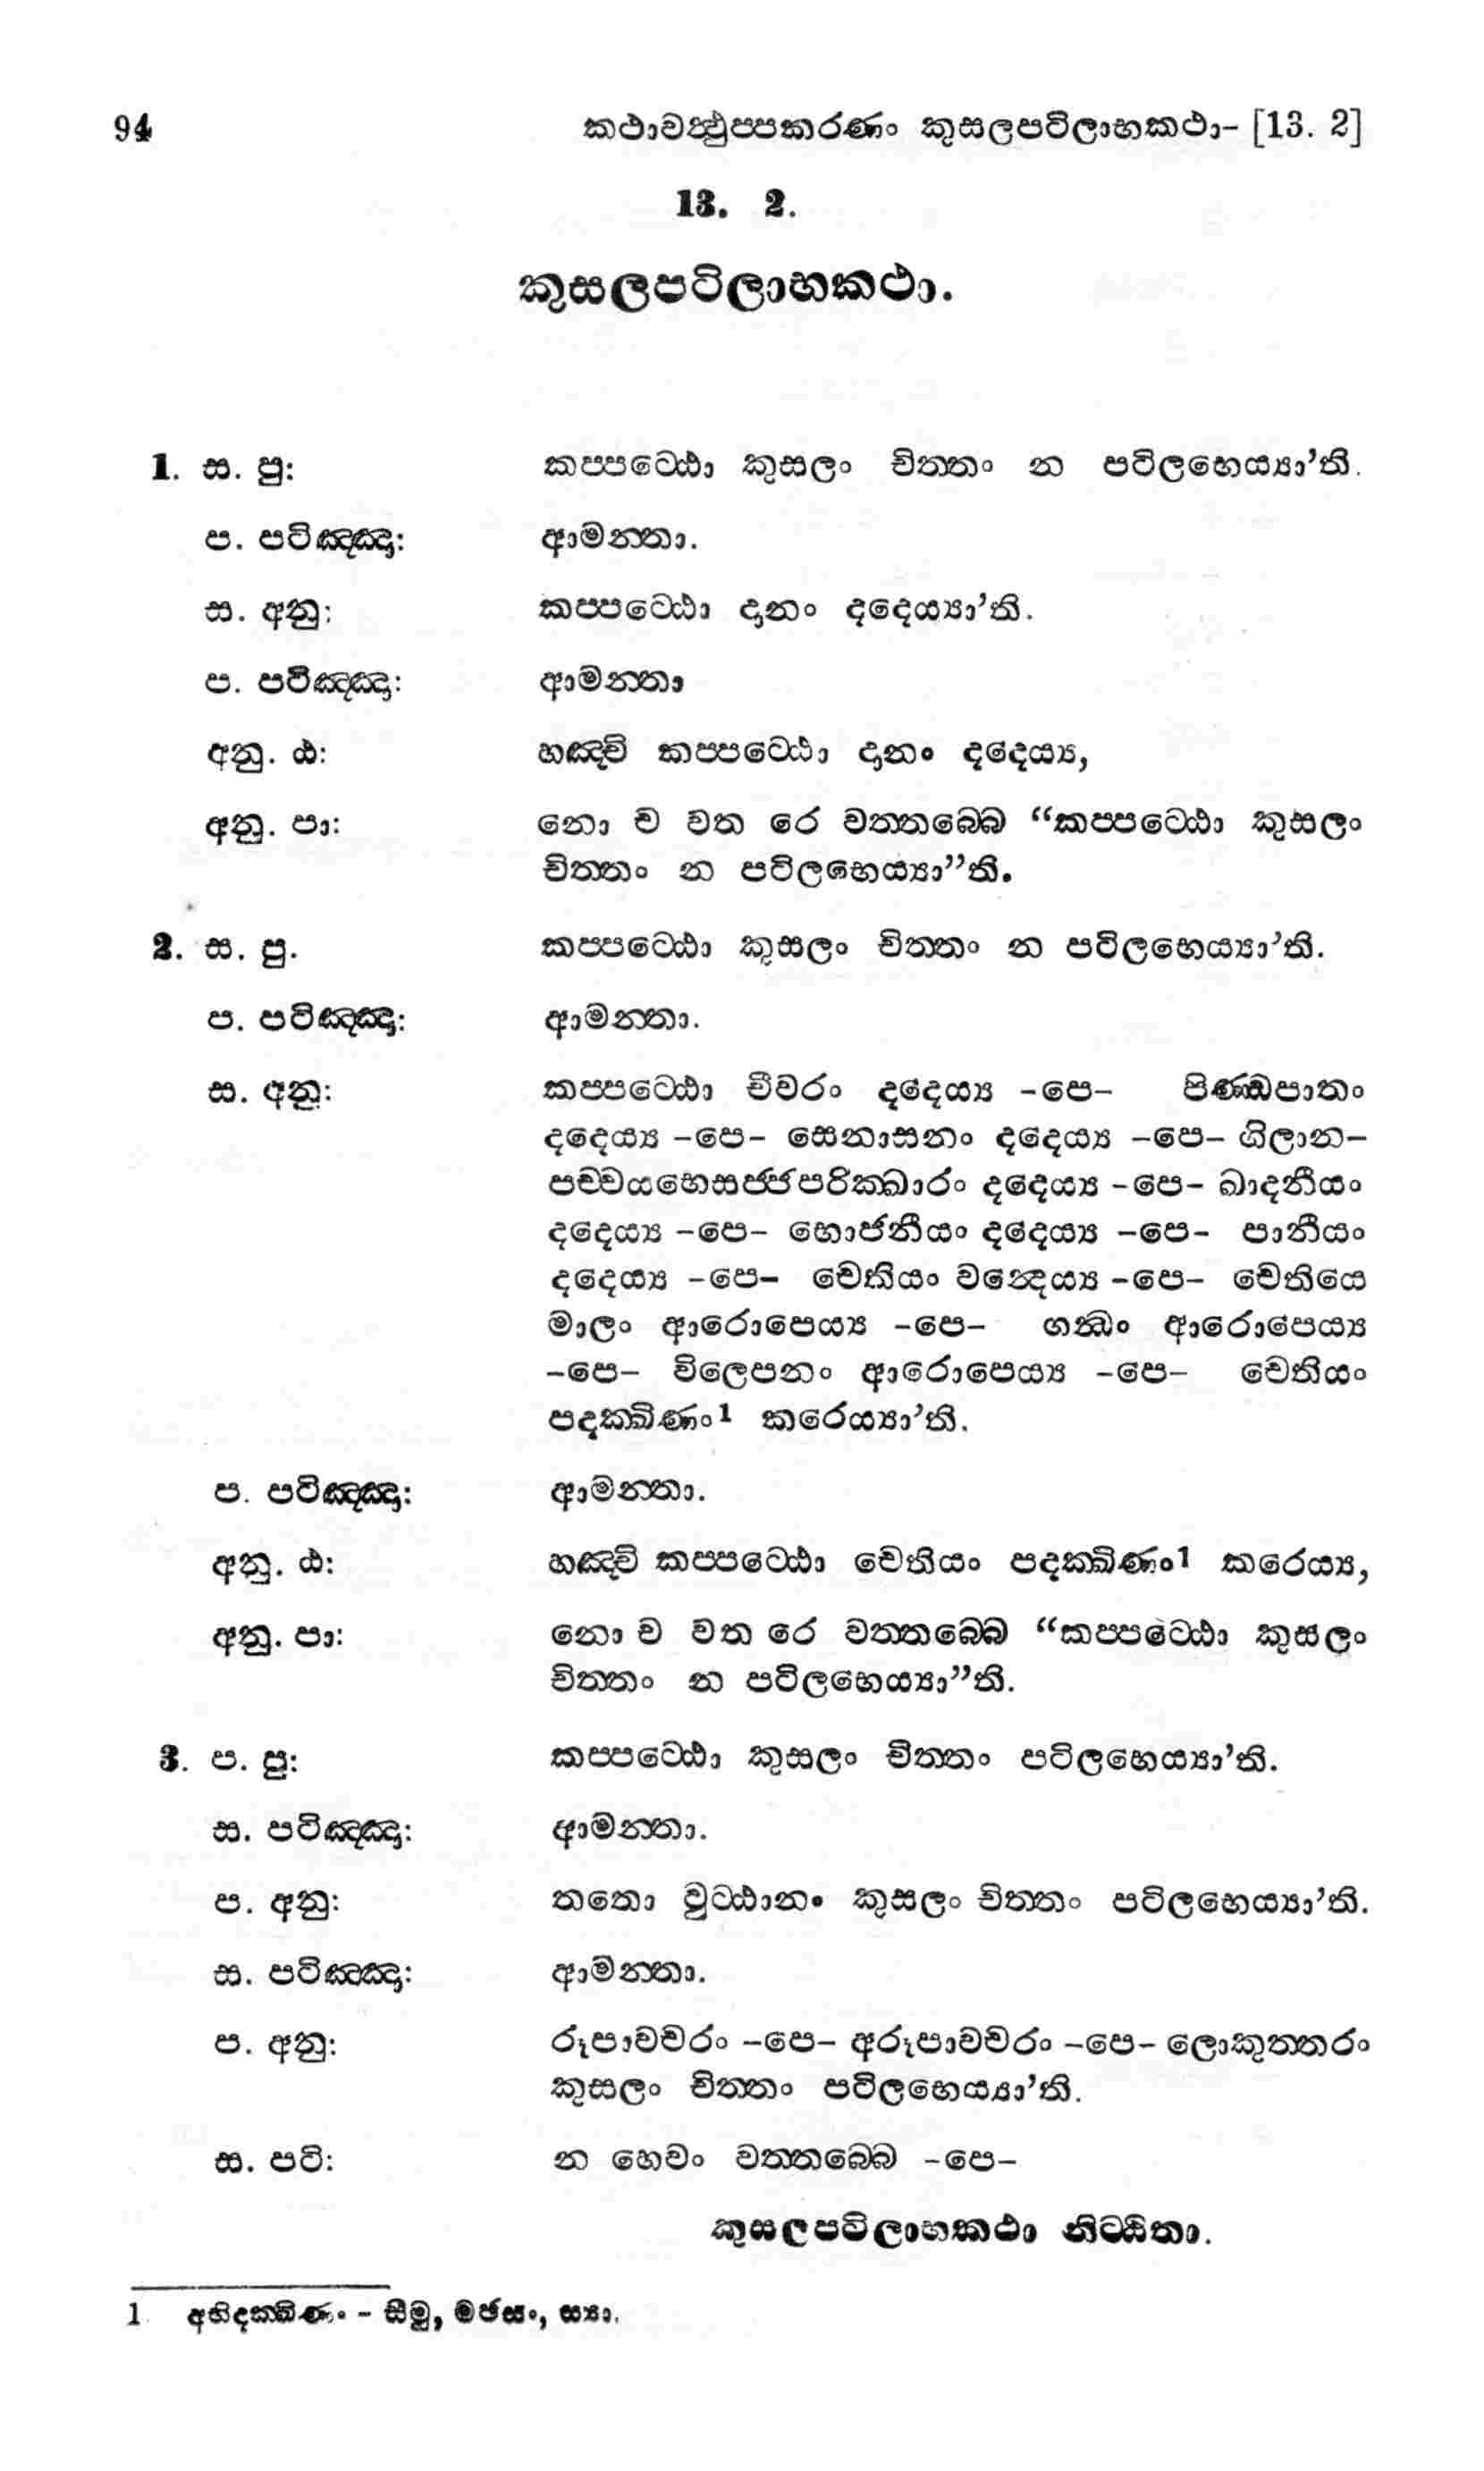 94 කථාවත්ථුප්පකරණං කුසලපටිලාභකථා- [13. 2]
13. 2.
කුසලපටිලාභකථා.
1. ස. පු: කප්පට්ඨො කුසලං චිත්තං න පටිලභෙය්‍යා’ති.
ප. පටිඤ්ඤා: ආමන්තා.
ස. අනු: කප්පට්ඨො දානං දදෙය්‍යා’ති.
ප. පටිඤ්ඤා: ආමන්තා
අනු. ඨ: හඤ්චි කප්පට්ඨො දානං දදෙය්‍ය,
අනු. පා: නො ච වත රෙ වත්තබ්බෙ “කප්පට්ඨො කුසලං
චිත්තං න පටිලභෙය්‍යා”ති.
2. ස. පු. කප්පට්ඨො කුසලං චිත්තං න පටිලභෙය්‍යා’ති.
ප. පටිඤ්ඤා: ආමන්තා.
ස. අනු: කප්පට්ඨො චීවරං දදෙය්‍ය -පෙ- පිණ්ඩපාතං
දදෙය්‍ය -පෙ- සෙනාසනං දදෙය්‍ය -පෙ- ගිලාන-
පච්චයභෙසජ්ජපරික්ඛාරං දදෙය්‍ය -පෙ- ඛාදනීයං
දදෙය්‍ය -පෙ- භොජනීයං දදෙය්‍ය -පෙ- පානීයං
දදෙය්‍ය -පෙ- චෙතියං වන්දෙය්‍ය -පෙ- චෙතියෙ
මාලං ආරොපෙය්‍ය -පෙ- ගන්ධං ආරොපෙය්‍ය
-පෙ- විලෙපනං ආරොපෙය්‍ය -පෙ- චෙතියං
පදක්ඛිණං1 කරෙය්‍යා’ති.
ප. පටිඤ්ඤා: ආමන්තා.
අනු. ඨ: හඤ්චි කප්පට්ඨො චෙතියං පදක්ඛිණං1 කරෙය්‍ය,
අනු. පා: නො ච වත රෙ වත්තබ්බෙ “කප්පට්ඨො කුසලං
චිත්තං න පටිලභෙය්‍යා”ති.
3. ප. පු: කප්පට්ඨො කුසලං චිත්තං පටිලභෙය්‍යා’ති.
ස. පටිඤ්ඤා: ආමන්තා.
ප. අනු: තතො වුට්ඨානං කුසලං චිත්තං පටිලභෙය්‍යා’ති.
ස. පටිඤ්ඤා: ආමන්තා.
ප. අනු: රූපාවචරං -පෙ- අරූපාවචරං -පෙ- ලොකුත්තරං
කුසලං චිත්තං පටිලභෙය්‍යා’ති.
ස. පටි: න හෙවං වත්තබ්බෙ -පෙ-
කුසලපටිලාභකථා නිට්ඨිතා.
1. අභිදක්ඛිණං - සීමු, මජසං, ස්‍යා.